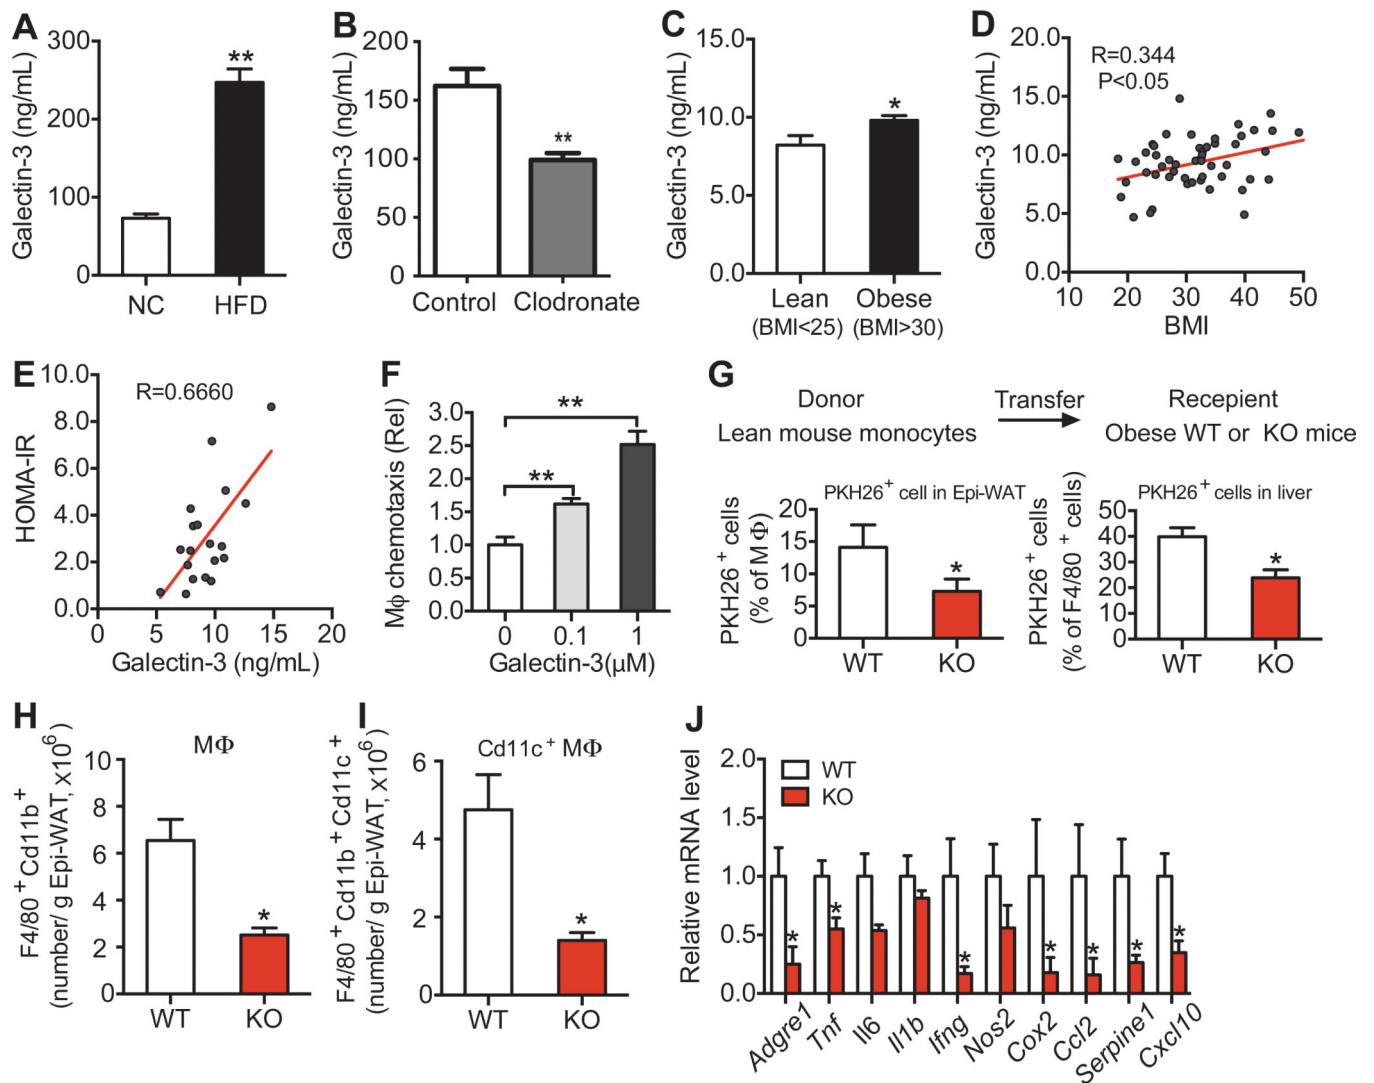 A
Galectin-3 (ng/mL)
300
200
100
0
**
NC
HFD
B
Galectin-3 (ng/mL)
200
150
100
50
0
**
Control
Clodronate
C
Galectin-3 (ng/mL)
15.0
10.0
5.0
0.0
*
Lean
(BMI<25)
Obese
(BMI>30)
D
Galectin-3 (ng/mL)
20.0
15.0
10.0
5.0
0.0
R=0.344
P<0.05
10 20 30 40 50
BMI
E
HOMA-IR
10.0
8.0
6.0
4.0
2.0
0.0
R=0.6660
0 5 10 15 20
Galectin-3 (ng/mL)
F
Mφ chemotaxis (Rel)
3.0
2.5
2.0
1.5
1.0
0.5
0.0
**
**
0 0.1 1
Galectin-3(μM)
G
Donor
Lean mouse monocytes
Transfer
Recepient
Obese WT or KO mice
PKH26+ cell in Epi-WAT
PKH26+ cells
(% of MΦ)
20
15
10
5
0
*
WT
KO
PKH26+ cells in liver
PKH26+ cells
(% of F4/80+ cells)
50
40
30
20
10
0
*
WT
KO
H
MΦ
F4/80+Cd11b+
(number/ g Epi-WAT, x10⁶)
10
8
6
4
2
0
*
WT
KO
I
Cd11c+ MΦ
F4/80+Cd11b+Cd11c+
(number/ g Epi-WAT, x10⁶)
6
4
2
0
*
WT
KO
J
Relative mRNA level
2.0
1.5
1.0
0.5
0.0
WT
KO
*
*
*
*
*
*
*
Adgre1
Tnf
Il6
Il1b
Ifng
Nos2
Cox2
Ccl2
Serpine1
Cxcl10